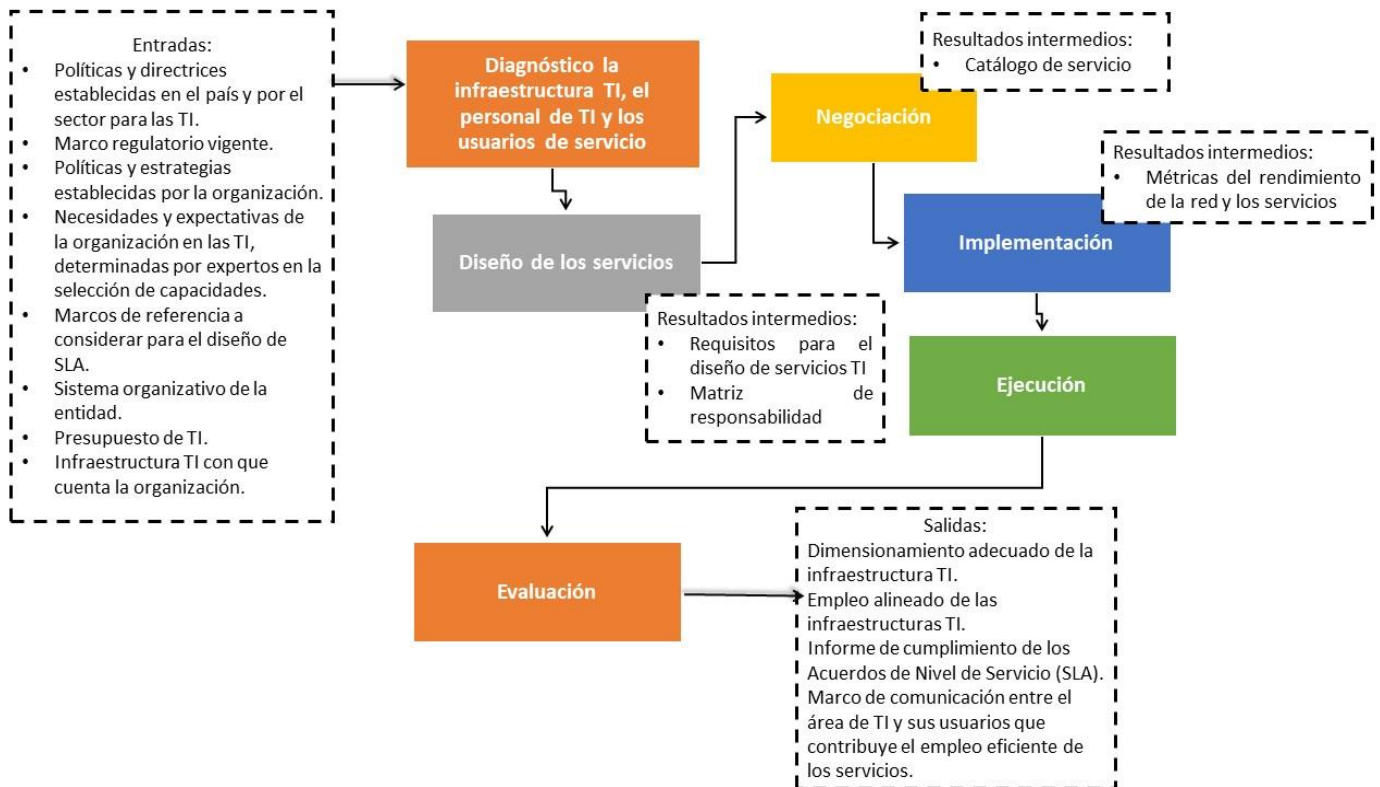 Entradas:
• Políticas y directrices
establecidas en el país y por el
sector para las TI.
• Marco regulatorio vigente.
• Políticas y estrategias
establecidas por la organización.
• Necesidades y expectativas de
la organización en las TI,
determinadas por expertos en la
selección de capacidades.
• Marcos de referencia a
considerar para el diseño de
SLA.
• Sistema organizativo de la
entidad.
• Presupuesto de TI.
• Infraestructura TI con que
cuenta la organización.
Diagnóstico la
infraestructura TI, el
personal de TI y los
usuarios de servicio
Diseño de los servicios
Resultados intermedios:
• Requisitos para el
diseño de servicios TI
• Matriz de
responsabilidad
Negociación
Resultados intermedios:
• Catálogo de servicio
Implementación
Resultados intermedios:
• Métricas del rendimiento
de la red y los servicios
Ejecución
Evaluación
Salidas:
Dimensionamiento adecuado de la
infraestructura TI.
Empleo alineado de las
infraestructuras TI.
Informe de cumplimiento de los
Acuerdos de Nivel de Servicio (SLA).
Marco de comunicación entre el
área de TI y sus usuarios que
contribuye el empleo eficiente de
los servicios.